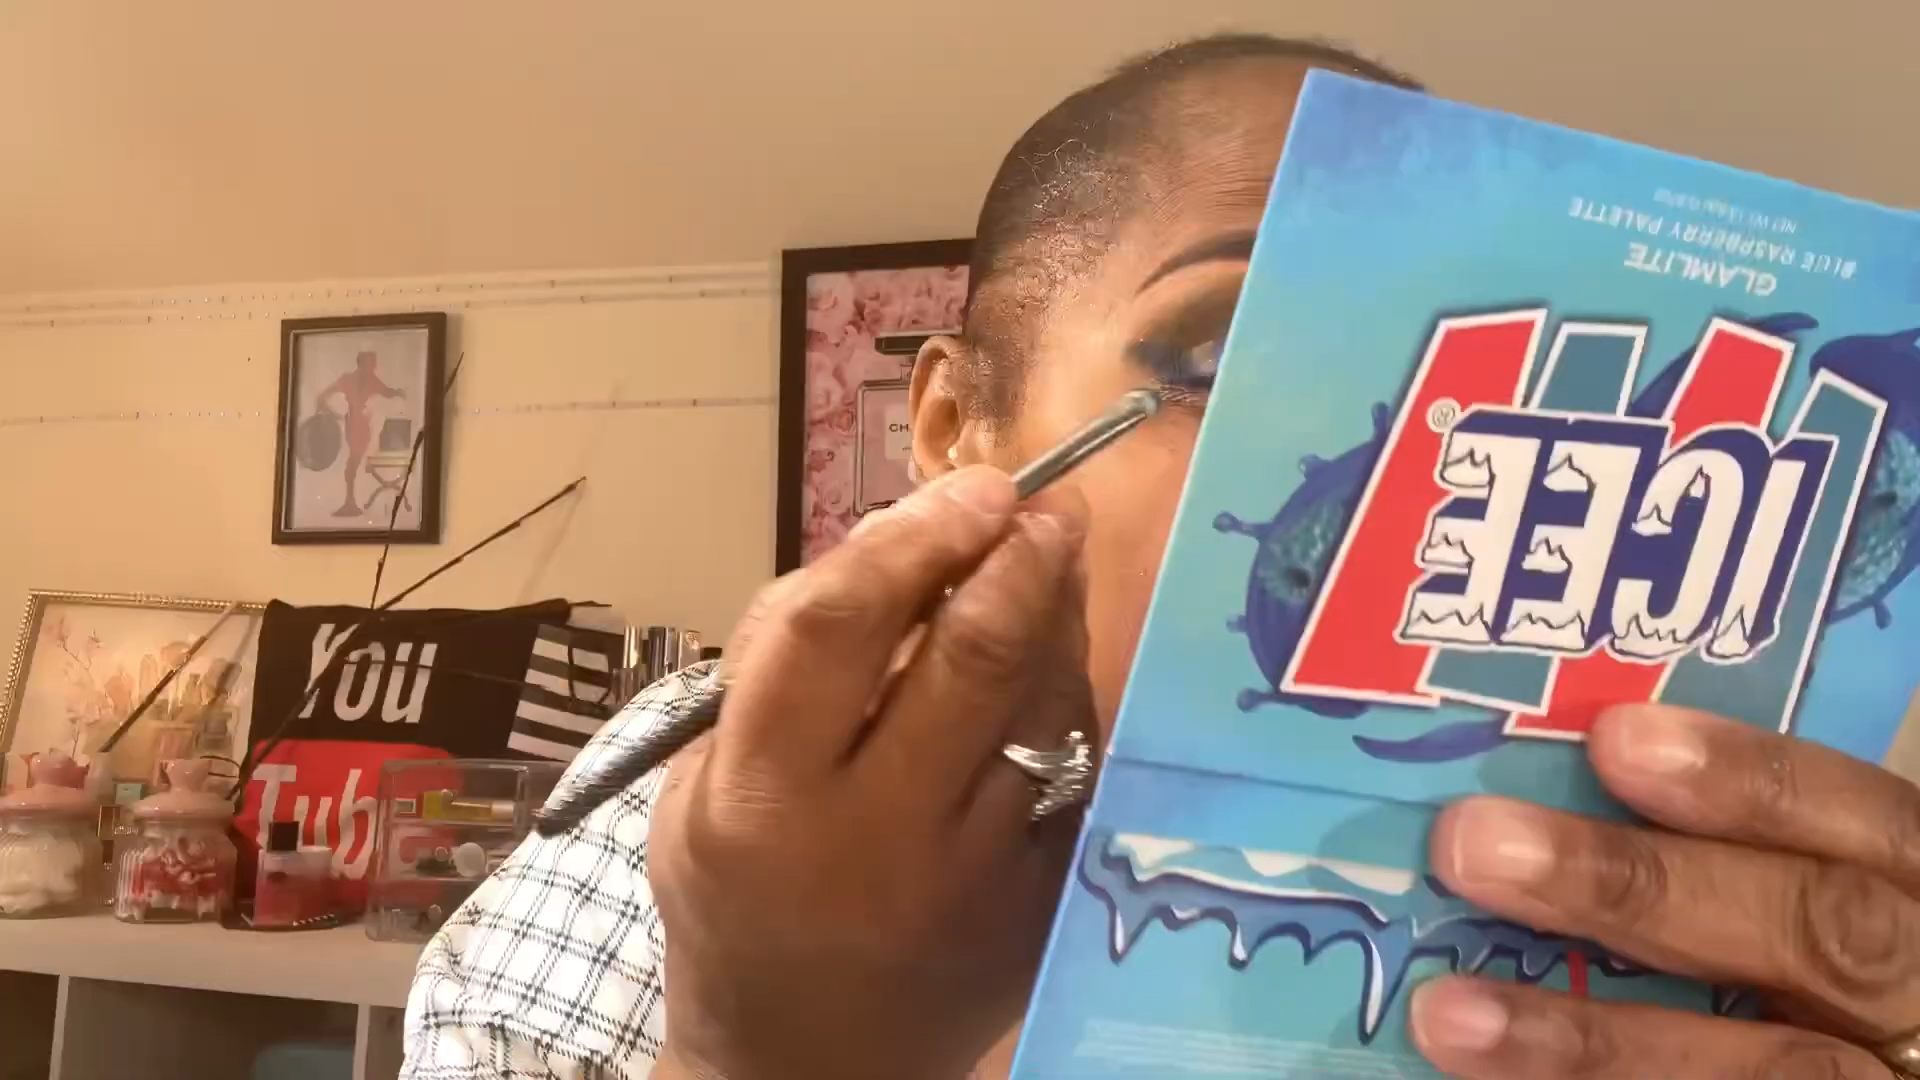 GLAMLITE
BLUE RASPBERRY PALETTE
ICEE
®
CH
You
Tub